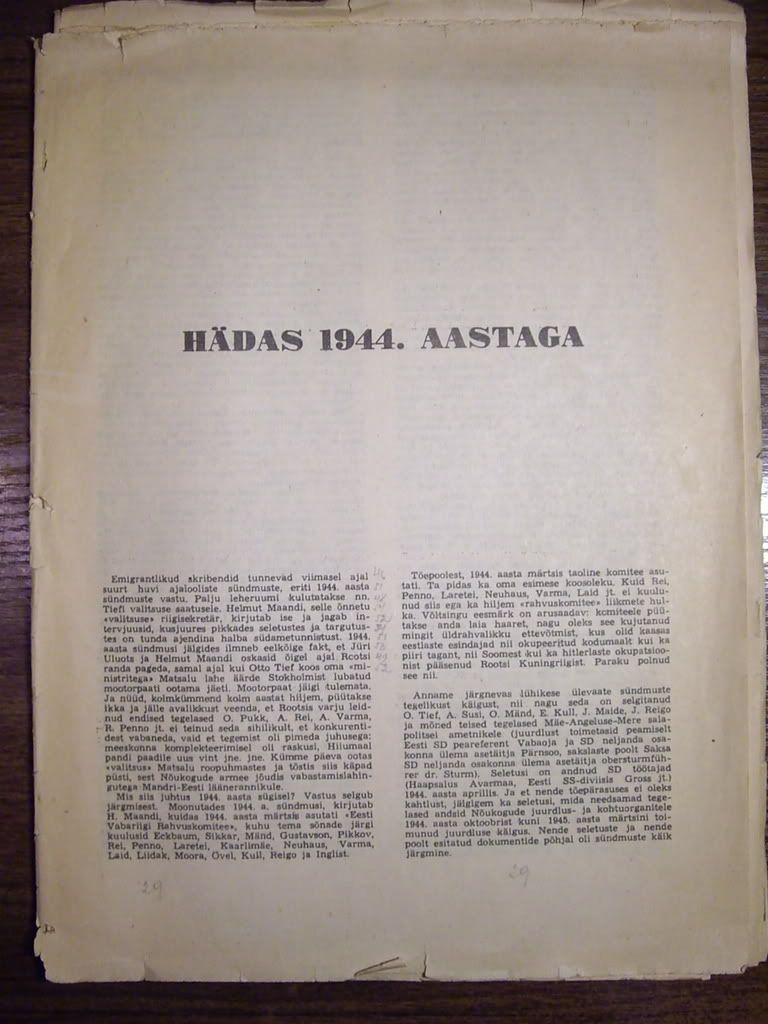 HÄDAS 1944. AASTAGA
Emigrantlikud skribendid tunnevad viimasel ajal
suurt huvi ajalooliste sündmuste, eriti 1944. aasta
sündmuste vastu. Palju leheruumi kulutatakse nn.
Tiefi valitsuse saatusele. Helmut Maandi, selle õnnetu
«valitsuse» riigisekretär, kirjutab ise ja jagab in-
tervjuusid, kusjuures pikkades seletustes ja targutus-
tes on tunda ajendina halba südametunnistust. 1944.
aasta sündmusi jälgides ilmneb eelkõige fakt, et Jüri
Uluots ja Helmut Maandi oskasid õigel ajal Rootsi
randa pageda, samal ajal kui Otto Tief koos oma «mi-
nistritega» Matsalu lahe äärde Stokholmist lubatud
mootorpaati ootama jäeti. Mootorpaat jäigi tulemata.
Ja nüüd, kolmkümmend kolm aastat hiljem, püütakse
ikka ja jälle avalikkust veenda, et Rootsis varju leid-
nud endised tegelased O. Pukk, A. Rei, A. Varma,
R. Penno jt. ei teinud seda sihilikult, et konkurenti-
dest vabaneda, vaid et tegemist oli pimeda juhusega:
meeskonna komplekteerimisel oli raskusi, Hiiumaal
pandi paadile uus vint jne. jne. Kümme päeva ootas
«valitsus» Matsalu roopuhmastes ja tõstis siis käpad
püsti, sest Nõukogude armee jõudis vabastamislahin-
gutega Mandri-Eesti läänerannikule.
Mis siis juhtus 1944. aasta sügisel? Vastus selgub
järgmisest. Moonutades 1944. a. sündmusi, kirjutab
H. Maandi, kuidas 1944. aasta märtsis asutati «Eesti
Vabariigi Rahvuskomitee», kuhu tema sõnade järgi
kuulusid Eckbaum, Sikkar, Mänd, Gustavson, Pikkov,
Rei, Penno, Laretei, Kaarlimäe, Neuhaus, Varma,
Laid, Liidak, Moora, Övel, Kull, Reigo ja Inglist.
29
Tõepoolest, 1944. aasta märtsis taoline komitee asu-
tati. Ta pidas ka oma esimese koosoleku. Kuid Rei,
Penno, Laretei, Neuhaus, Varma, Laid jt. ei kuulu-
nud siis ega ka hiljem «rahvuskomitee» liikmete hul-
ka. Võltsingu eesmärk on arusaadav: komiteele püü-
takse anda laia haaret, nagu oleks see kujutanud
mingit üldrahvalikku ettevõtmist, kus olid kaasas
eestlaste esindajad nii okupeeritud kodumaalt kui ka
piiri tagant, nii Soomest kui ka hitlerlaste okupatsioo-
nist pääsenud Rootsi Kuningriigist. Paraku polnud
see nii.
Anname järgnevas lühikese ülevaate sündmuste
tegelikust käigust, nii nagu seda on selgitanud
O. Tief, A. Susi, O. Mänd, E. Kull, J. Maide, J. Reigo
ja mõned teised tegelased Mäe-Angeluse-Mere sala-
politsei ametnikele (juurdlust toimetasid peamiselt
Eesti SD peareferent Vabaoja ja SD neljanda osa-
konna ülema asetäitja Pärnsoo, sakslaste poolt Saksa
SD neljanda osakonna ülema asetäitja obersturmfüh-
rer dr. Sturm). Seletusi on andnud SD töötajad
(Haapsalus Avarmaa, Eesti SS-diviisis Gross jt.)
1944. aasta aprillis. Ja et nende tõepärasuses ei oleks
kahtlust, jälgigem ka seletusi, mida needsamad tege-
lased andsid Nõukogude juurdlus- ja kohtuorganitele
1944. aasta oktoobrist kuni 1945. aasta märtsini toi-
munud juurdluse käigus. Nende seletuste ja nende
poolt esitatud dokumentide põhjal oli sündmuste käik
järgmine.
29